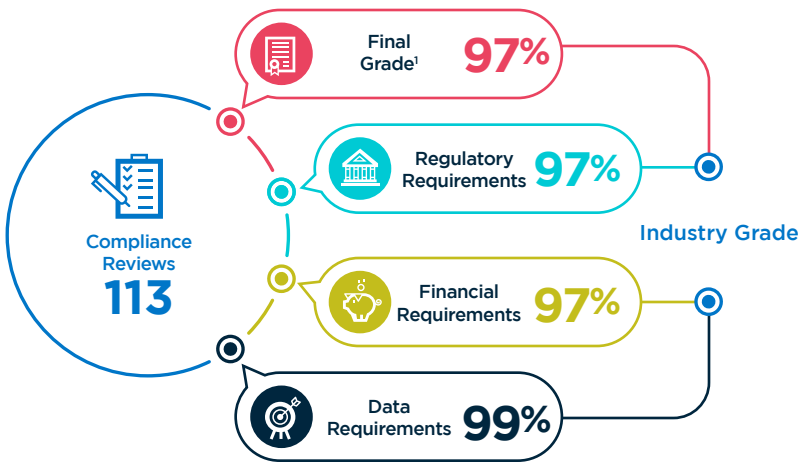 Final
Grade¹ 97%
Regulatory
Requirements 97%
Compliance
Reviews
113
Industry Grade
Financial
Requirements 97%
Data
Requirements 99%